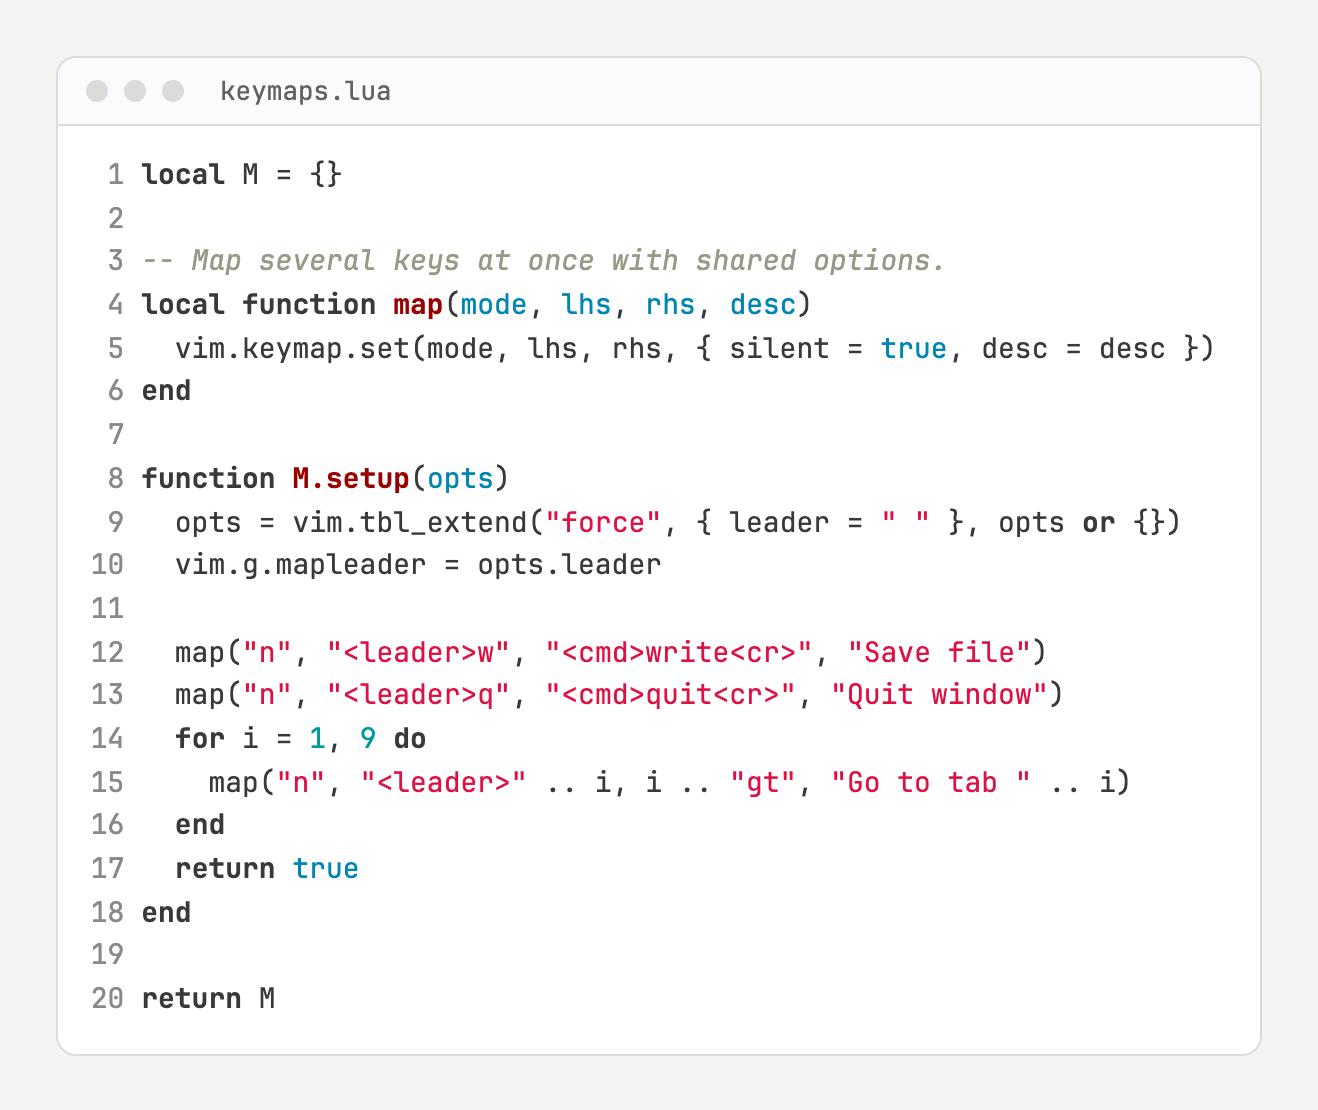 keymaps.lua
1 local M = {}
2
3 -- Map several keys at once with shared options.
4 local function map(mode, lhs, rhs, desc)
5   vim.keymap.set(mode, lhs, rhs, { silent = true, desc = desc })
6 end
7
8 function M.setup(opts)
9   opts = vim.tbl_extend("force", { leader = " " }, opts or {})
10   vim.g.mapleader = opts.leader
11
12   map("n", "<leader>w", "<cmd>write<cr>", "Save file")
13   map("n", "<leader>q", "<cmd>quit<cr>", "Quit window")
14   for i = 1, 9 do
15     map("n", "<leader>" .. i, i .. "gt", "Go to tab " .. i)
16   end
17   return true
18 end
19
20 return M